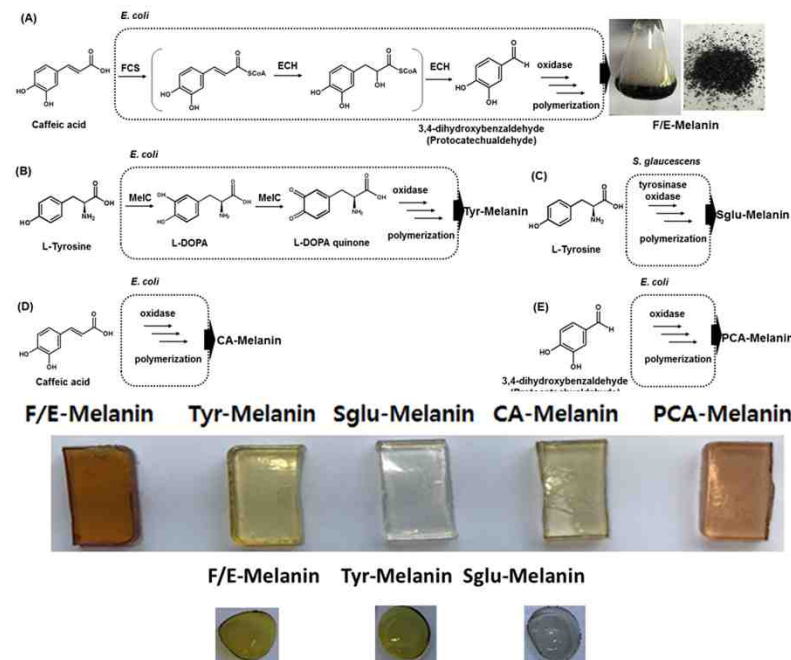 (A)
E. coli
FCS
ECH
ECH
oxidase
polymerization
Caffeic acid
3,4-dihydroxybenzaldehyde
(Protocatechualdehyde)
F/E-Melanin
(B)
E. coli
MelC
MelC
oxidase
polymerization
Tyr-Melanin
L-Tyrosine
L-DOPA
L-DOPA quinone
(C)
S. glaucescens
tyrosinase
oxidase
polymerization
Sglu-Melanin
L-Tyrosine
(D)
E. coli
oxidase
polymerization
CA-Melanin
Caffeic acid
(E)
E. coli
oxidase
polymerization
PCA-Melanin
3,4-dihydroxybenzaldehyde
F/E-Melanin Tyr-Melanin Sglu-Melanin CA-Melanin PCA-Melanin
F/E-Melanin Tyr-Melanin Sglu-Melanin